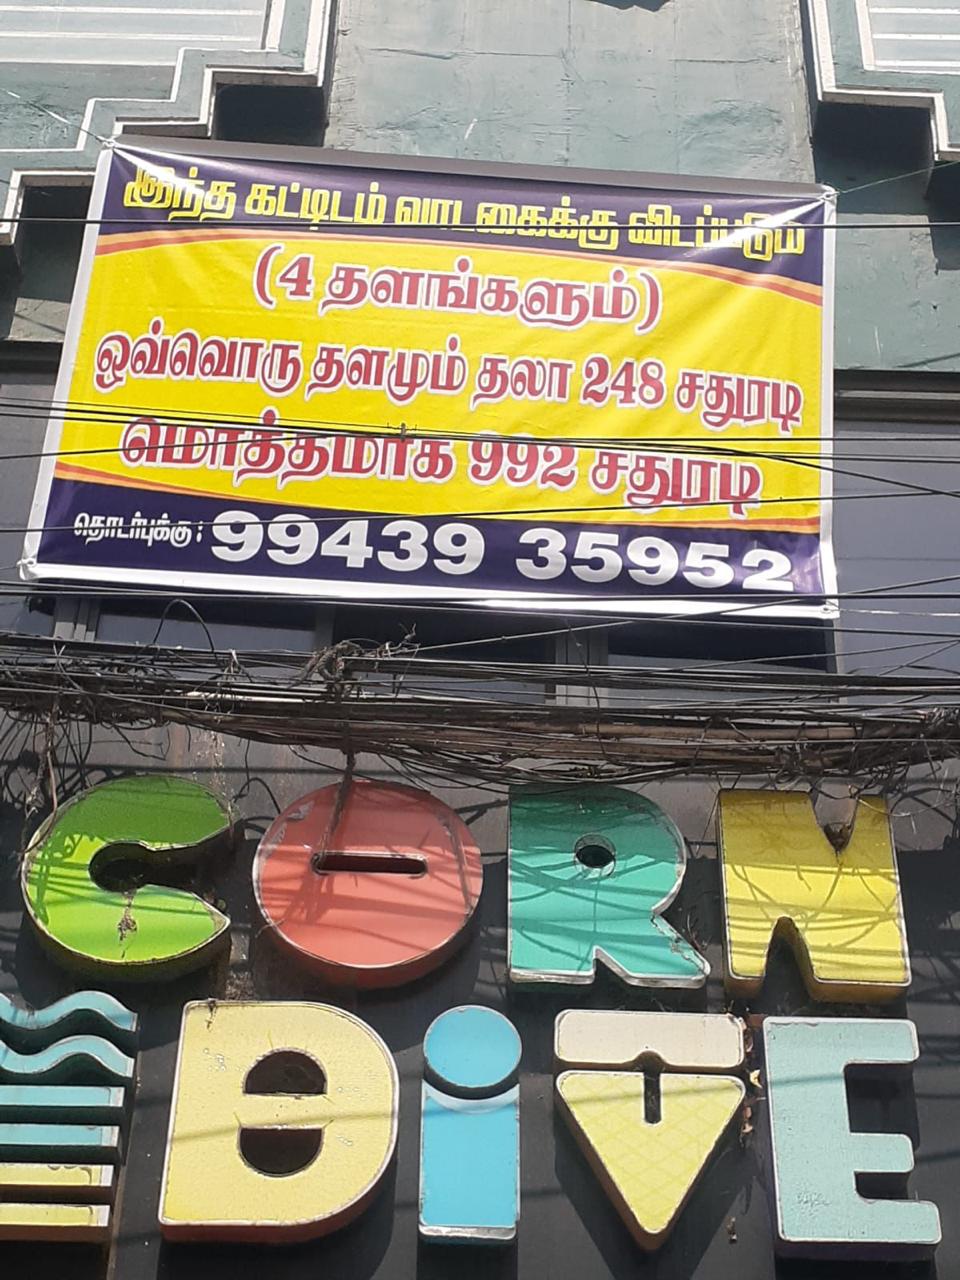 இந்த கட்டிடம் வாடகைக்கு விடப்படும்
(4 தளங்களும்)
ஒவ்வொரு தளமும் தலா 248 சதுரடி
மொத்தமாக 992 சதுரடி
தொடர்புக்கு : 99439 35952
CORN
DiVE